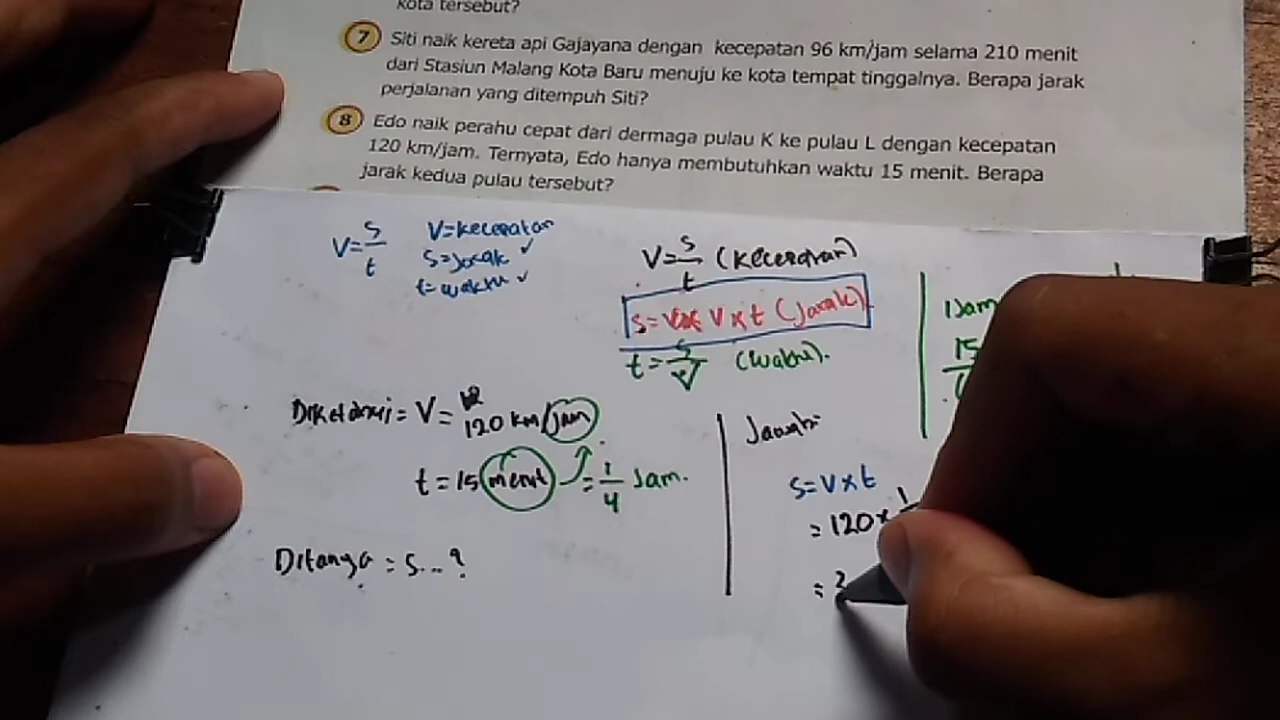 kota tersebut?
7 Siti naik kereta api Gajayana dengan kecepatan 96 km/jam selama 210 menit
dari Stasiun Malang Kota Baru menuju ke kota tempat tinggalnya. Berapa jarak
perjalanan yang ditempuh Siti?
8 Edo naik perahu cepat dari dermaga pulau K ke pulau L dengan kecepatan
120 km/jam. Ternyata, Edo hanya membutuhkan waktu 15 menit. Berapa
jarak kedua pulau tersebut?
V = s/t
V = kecepatan
s = jarak ✓
t = waktu ✓
V = s/t (kecepatan)
s = V x t (Jarak)
t = s/v (waktu).
1 Jam
15
Diketahui = V = 120 km/jam
t = 15 menit = 1/4 Jam.
Ditanya = s...?
Jawab:
s = v x t
= 120 x 1
= 3